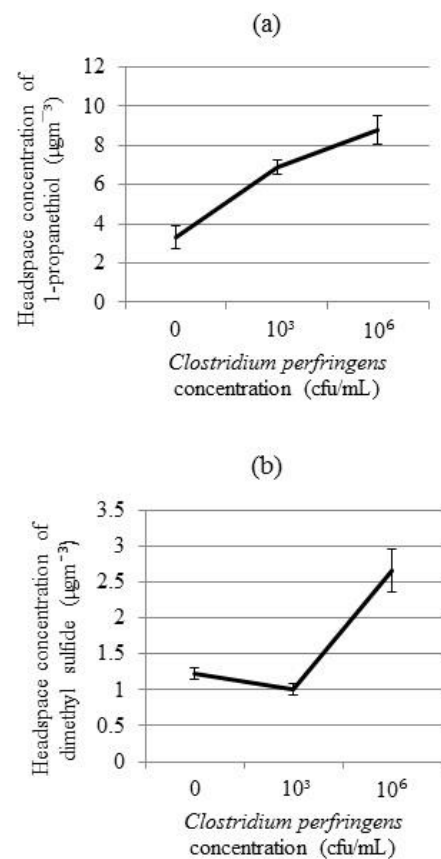 (a)
Headspace concentration of
1-propanethiol (µgm⁻³)
12
10
8
6
4
2
0
0 10³ 10⁶
Clostridium perfringens
concentration (cfu/mL)
(b)
Headspace concentration of
dimethyl sulfide (µgm⁻³)
3.5
3
2.5
2
1.5
1
0.5
0
0 10³ 10⁶
Clostridium perfringens
concentration (cfu/mL)